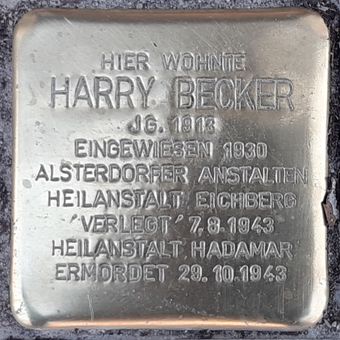 HIER WOHNTE
HARRY BECKER
JG. 1913
EINGEWIESEN 1930
ALSTERDORFER ANSTALTEN
HEILANSTALT EICHBERG
'VERLEGT' 7.8.1943
HEILANSTALT HADAMAR
ERMORDET 29.10.1943